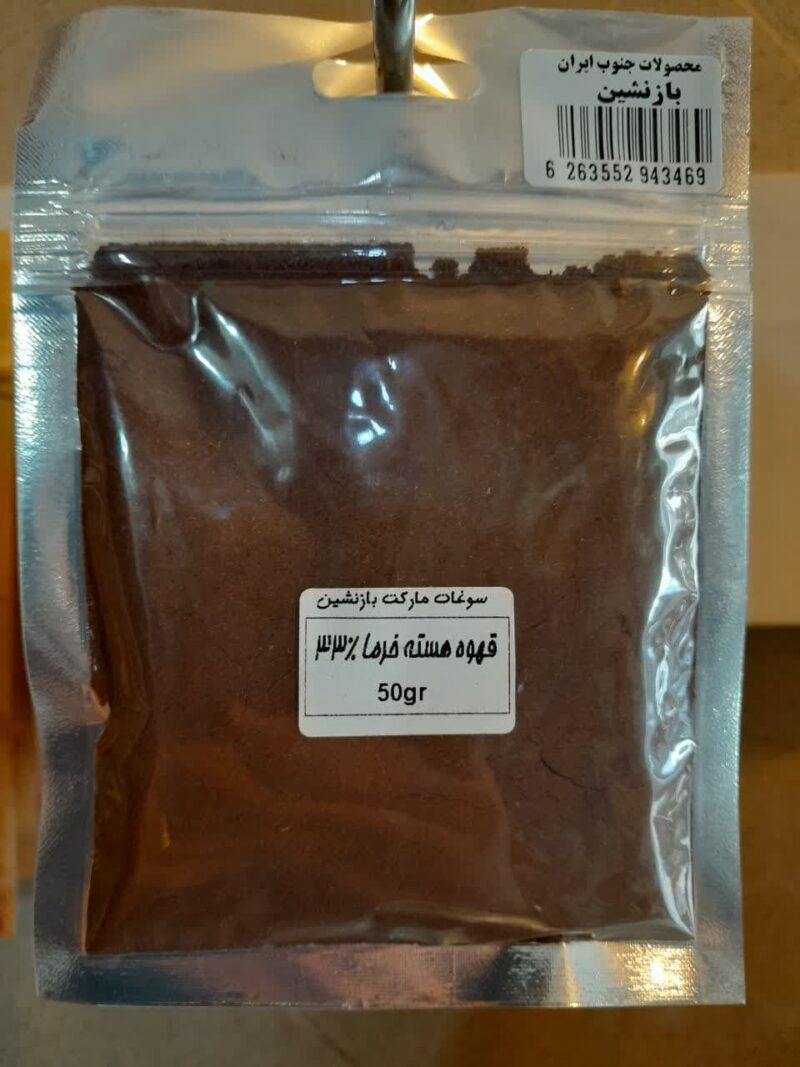 محصولات جنوب ایران
بازنشین
6 263552 943469
سوغات مارکت بازنشین
قهوه هسته خرما ٪۳۳
50gr